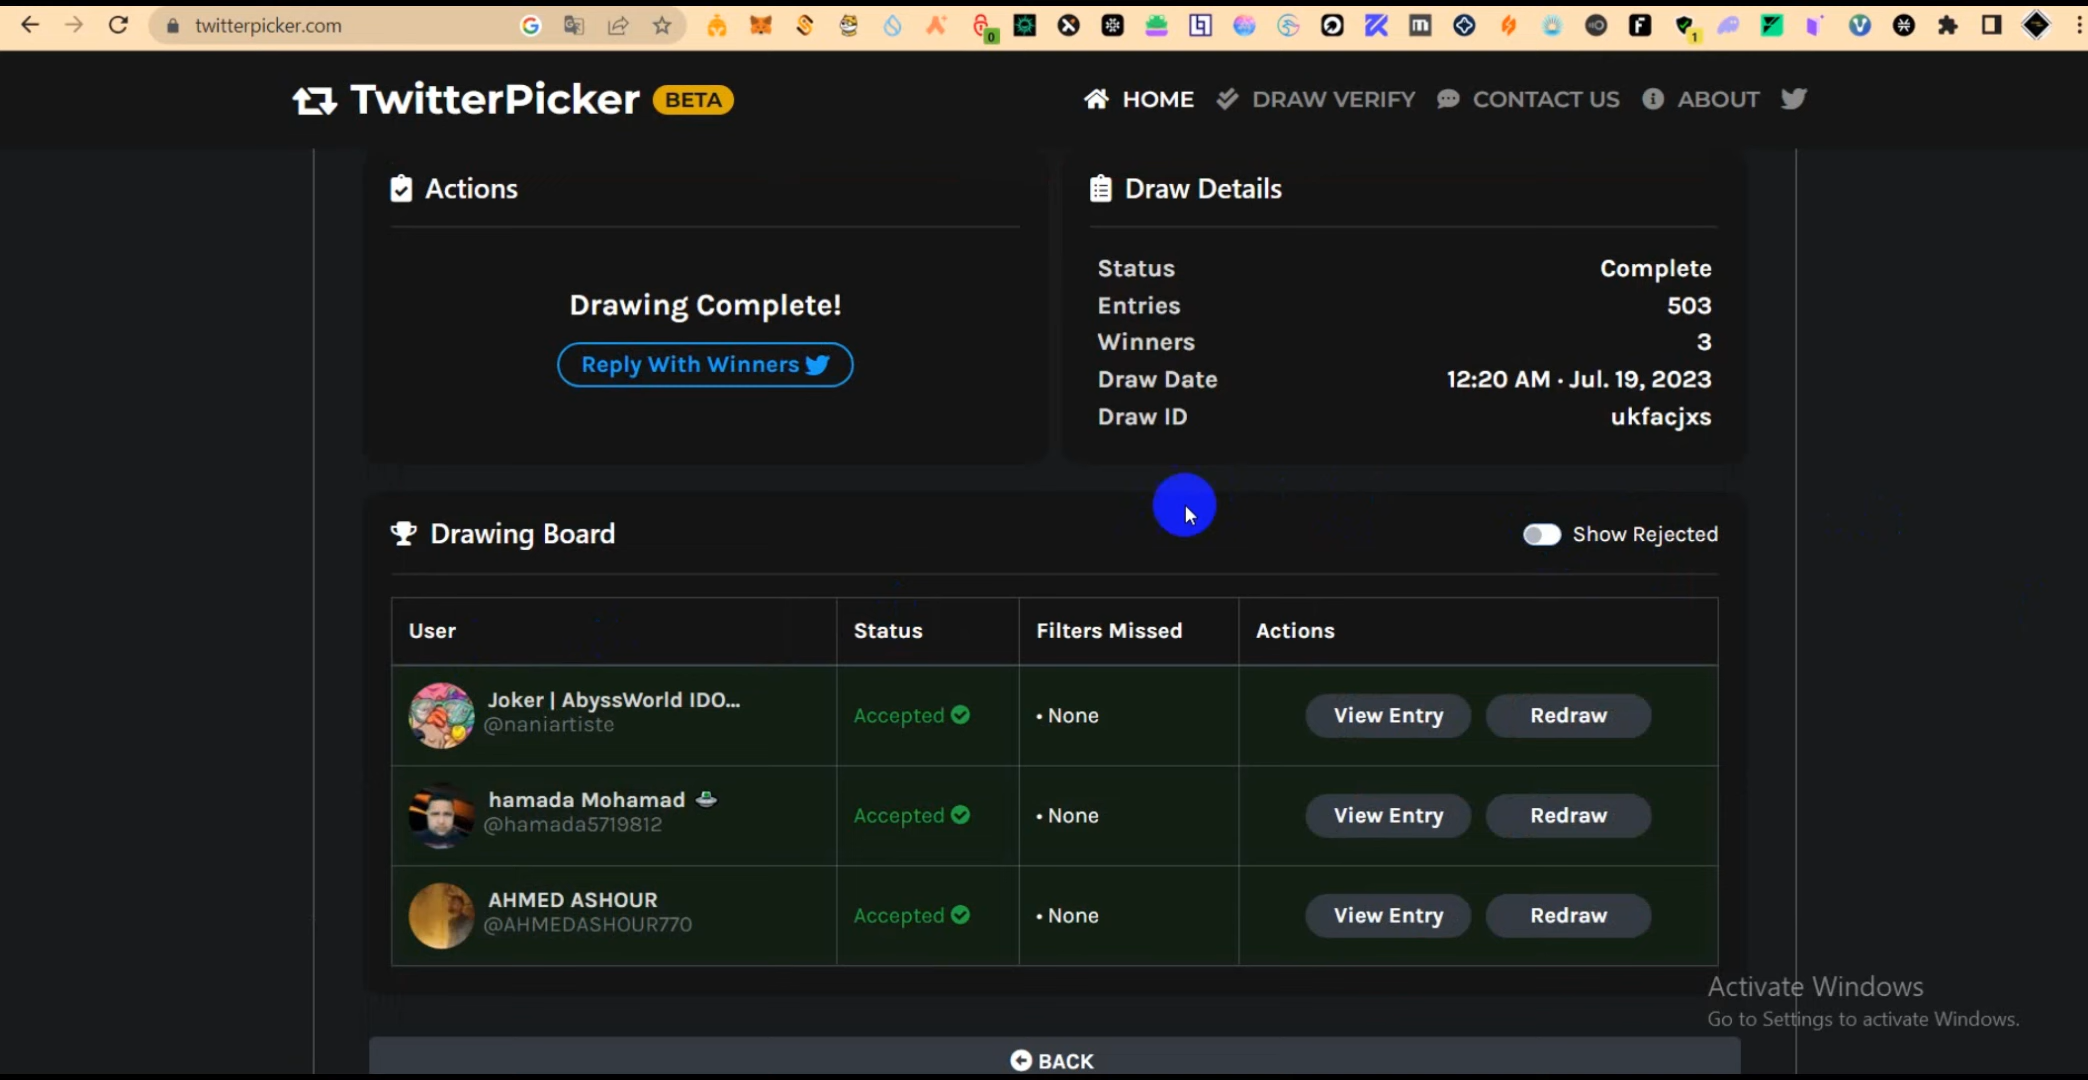 twitterpicker.com
TwitterPicker BETA
HOME DRAW VERIFY CONTACT US ABOUT
Actions
Drawing Complete!
Reply With Winners
Draw Details
Status Complete
Entries 503
Winners 3
Draw Date 12:20 AM · Jul. 19, 2023
Draw ID ukfacjxs
Drawing Board
Show Rejected
User Status Filters Missed Actions
Joker | AbyssWorld IDO...
@naniartiste
Accepted • None View Entry Redraw
hamada Mohamad
@hamada5719812
Accepted • None View Entry Redraw
AHMED ASHOUR
@AHMEDASHOUR770
Accepted • None View Entry Redraw
Activate Windows
Go to Settings to activate Windows.
BACK